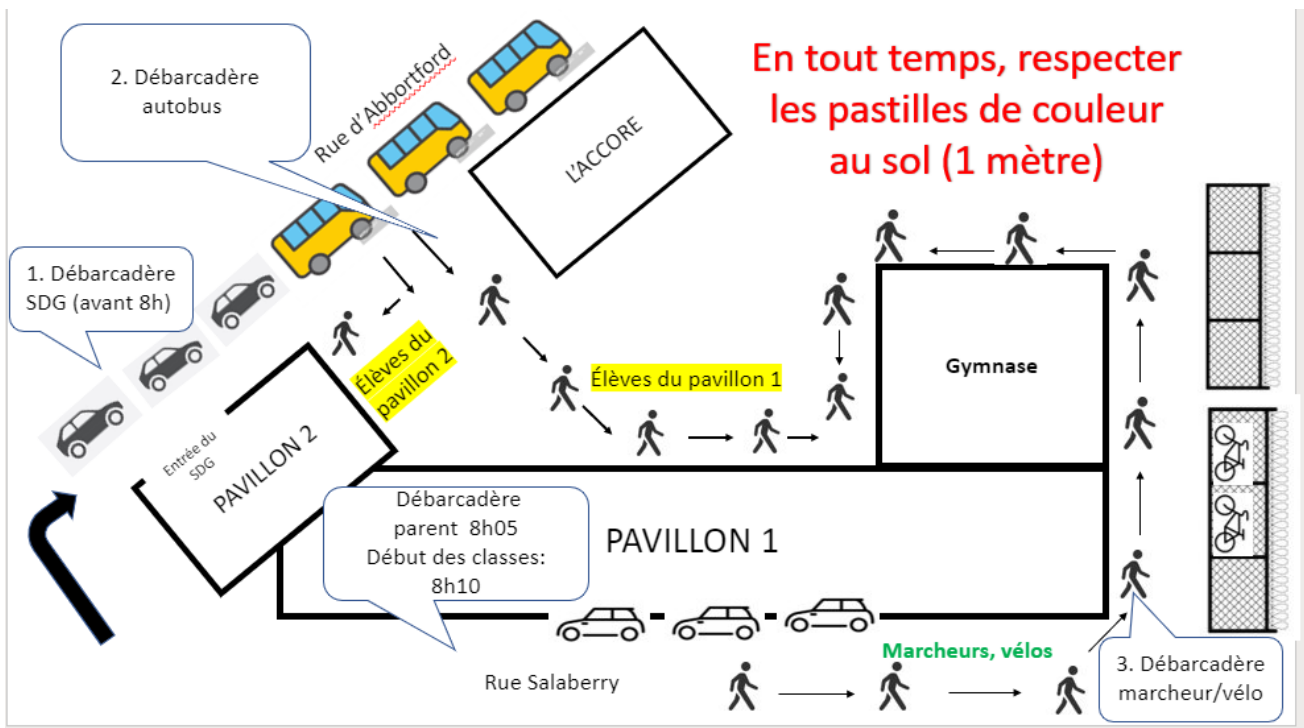 2. Débarcadère
autobus
Rue d'Abbortford
L'ACCORE
En tout temps, respecter
les pastilles de couleur
au sol (1 mètre)
1. Débarcadère
SDG (avant 8h)
Élèves du
pavillon 2
Élèves du pavillon 1
Gymnase
Entrée du
SDG
PAVILLON 2
Débarcadère
parent 8h05
Début des classes:
8h10
PAVILLON 1
Marcheurs, vélos
Rue Salaberry
3. Débarcadère
marcheur/vélo